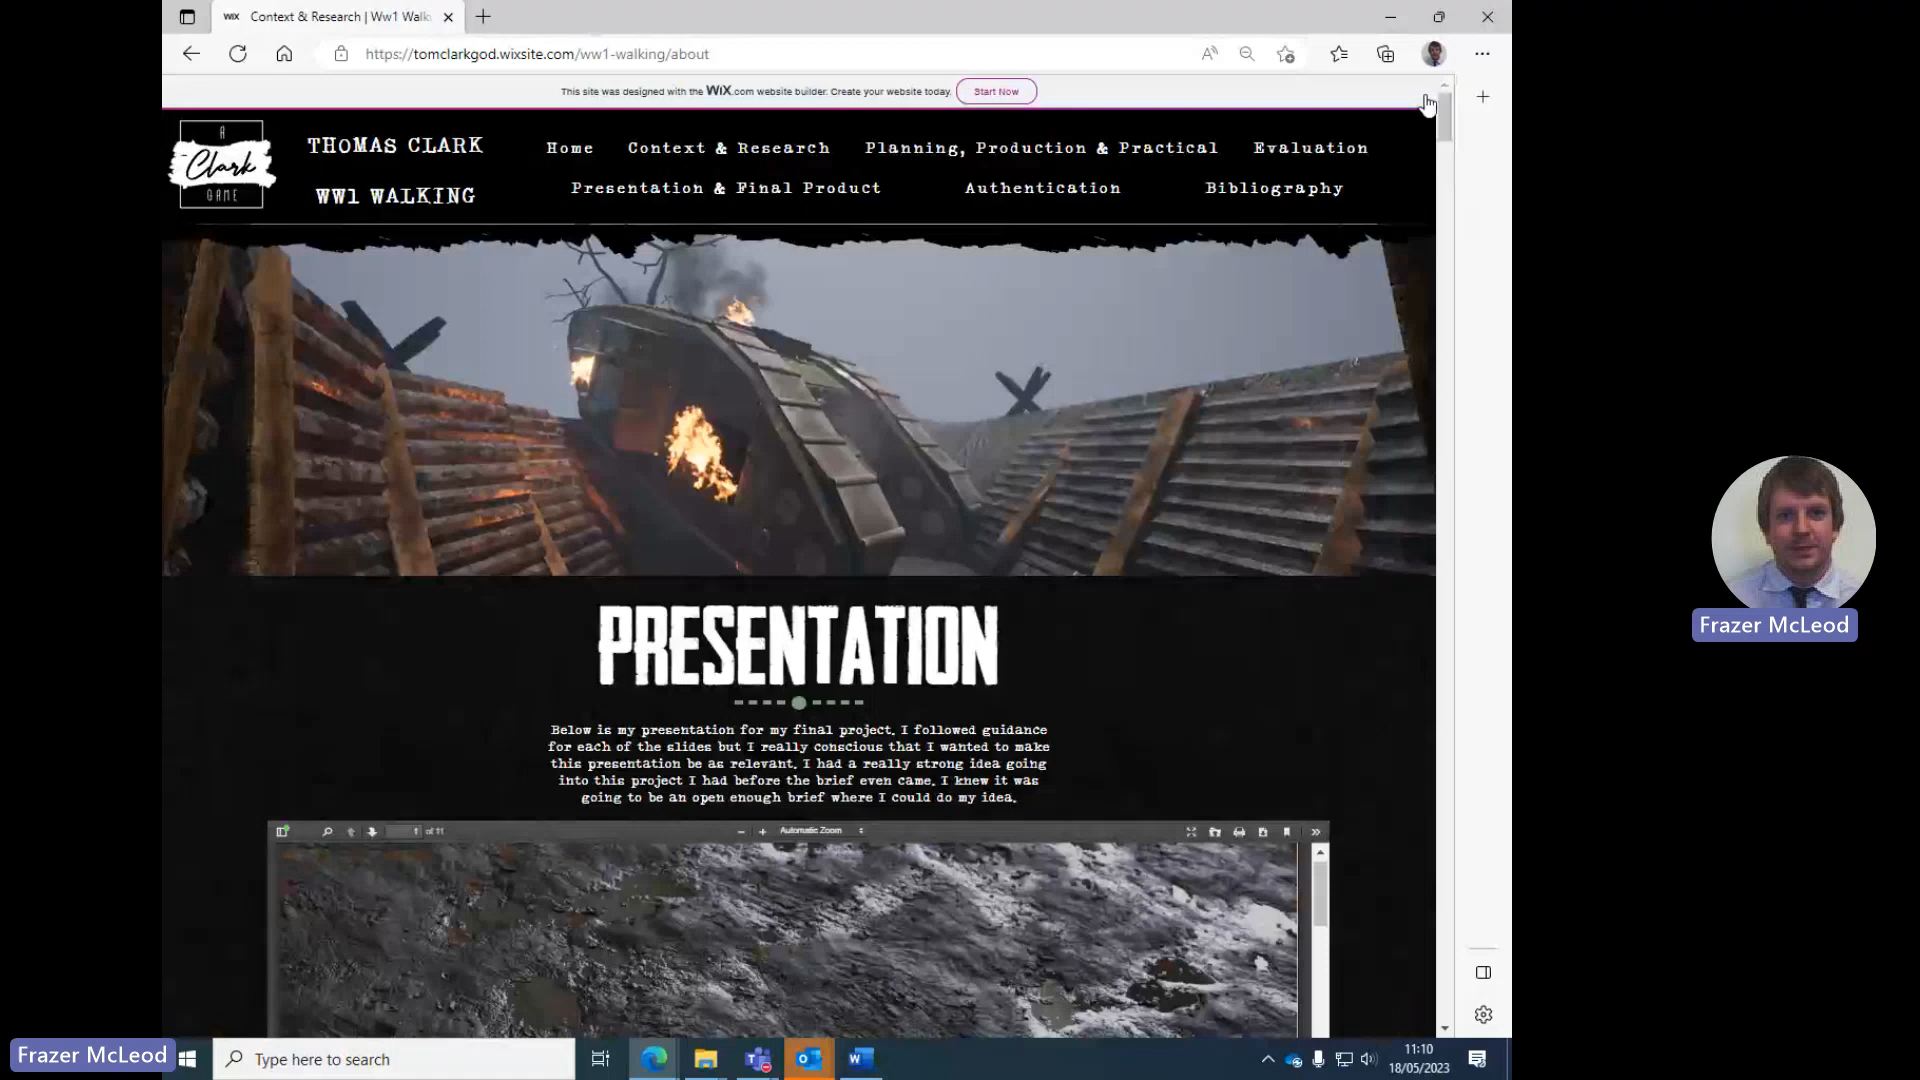 WiX Context & Research | Ww1 Walk
https://tomclarkgod.wixsite.com/ww1-walking/about
This site was designed with the WiX.com website builder. Create your website today. Start Now
A
Clark
GAME
THOMAS CLARK
WW1 WALKING
Home Context & Research Planning, Production & Practical Evaluation
Presentation & Final Product Authentication Bibliography
PRESENTATION
Below is my presentation for my final project. I followed guidance
for each of the slides but I really conscious that I wanted to make
this presentation be as relevant. I had a really strong idea going
into this project I had before the brief even came. I knew it was
going to be an open enough brief where I could do my idea.
1 of 11 Automatic Zoom
Frazer McLeod
Frazer McLeod
Type here to search
11:10
18/05/2023